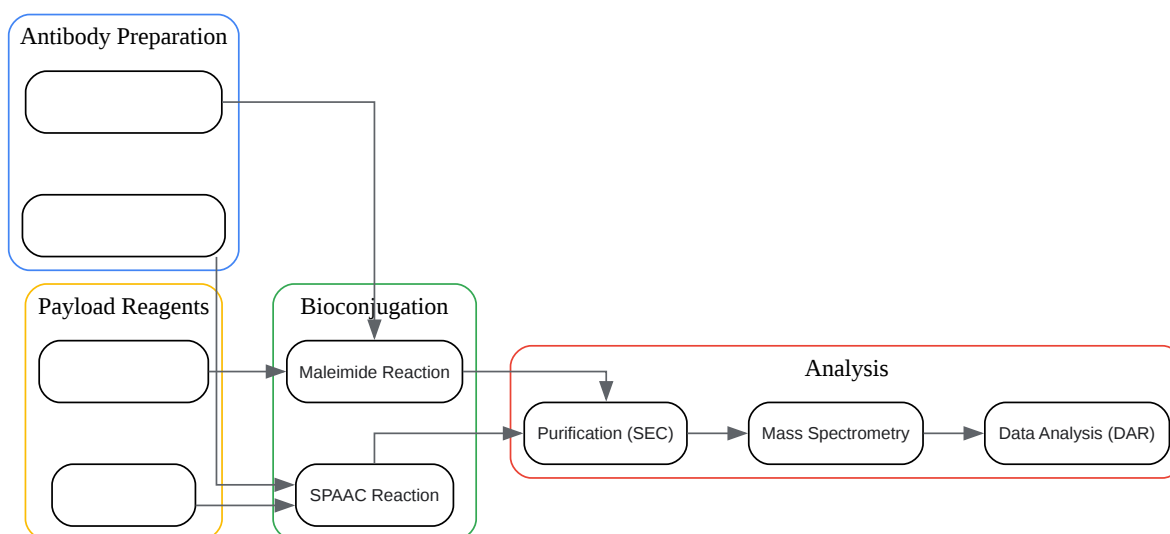 Antibody Preparation
Payload Reagents
Bioconjugation
Maleimide Reaction
SPAAC Reaction
Analysis
Purification (SEC)
Mass Spectrometry
Data Analysis (DAR)